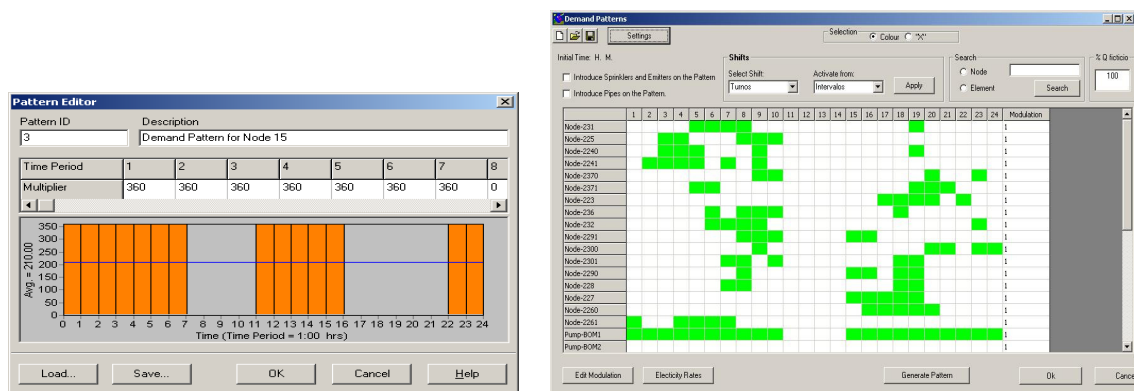 Pattern Editor
Pattern ID Description
3 Demand Pattern for Node 15
Time Period 1 2 3 4 5 6 7 8
Multiplier 360 360 360 360 360 360 360 0
Avg. = 210.00
350
300
250
200
150
100
50
0
0 1 2 3 4 5 6 7 8 9 10 11 12 13 14 15 16 17 18 19 20 21 22 23 24
Time (Time Period = 1:00 hrs)
Load... Save... OK Cancel Help
Demand Patterns
Settings
Selection
Colour "X"
Initial Time: H. M.
Introduce Sprinklers and Emitters on the Pattern
Introduce Pipes on the Pattern.
Shifts
Select Shift: Activate from:
Turnos Intervalos Apply
Search
Node
Element Search
% Q ficticio
100
1 2 3 4 5 6 7 8 9 10 11 12 13 14 15 16 17 18 19 20 21 22 23 24 Modulation
Node-231 1
Node-225 1
Node-2240 1
Node-2241 1
Node-2370 1
Node-2371 1
Node-223 1
Node-236 1
Node-232 1
Node-2291 1
Node-2300 1
Node-2301 1
Node-2290 1
Node-228 1
Node-227 1
Node-2260 1
Node-2261 1
Pump-BOM1 1
Pump-BOM2 1
Edit Modulation Electicity Rates Generate Pattern Ok Cance